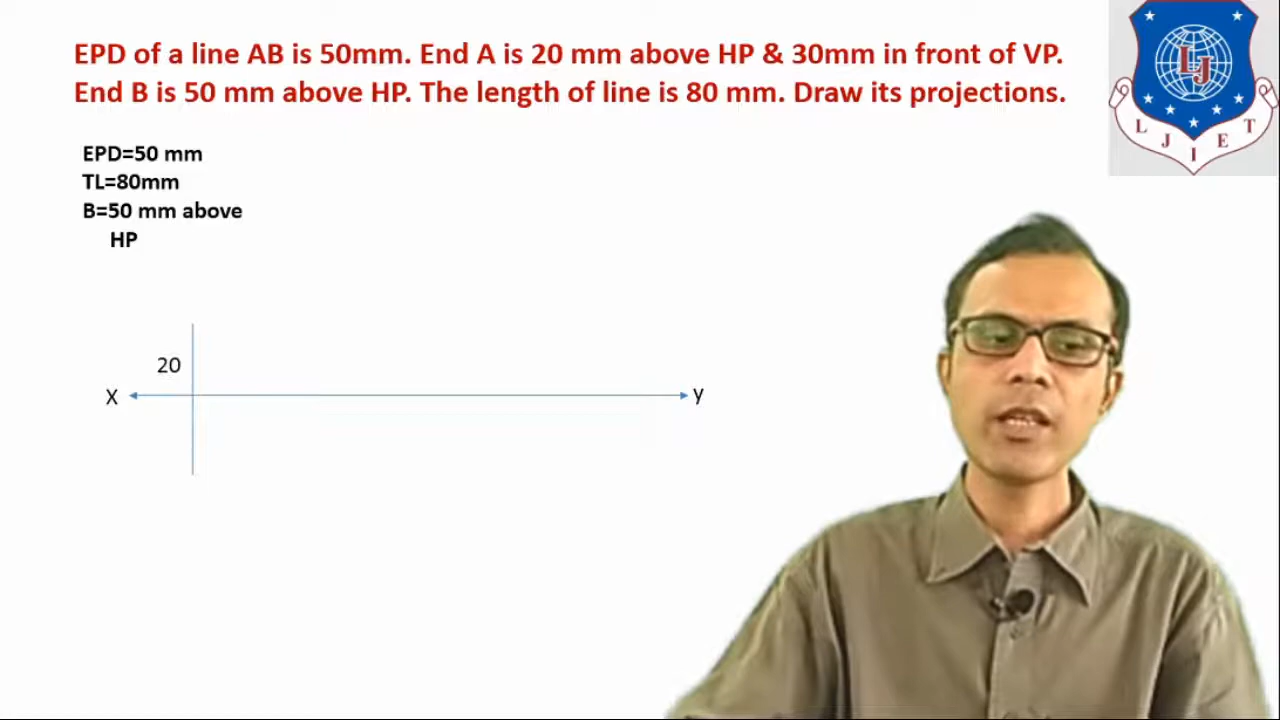 EPD of a line AB is 50mm. End A is 20 mm above HP & 30mm in front of VP.
End B is 50 mm above HP. The length of line is 80 mm. Draw its projections.
LJ
L J I E T
EPD=50 mm
TL=80mm
B=50 mm above
HP
20
X y